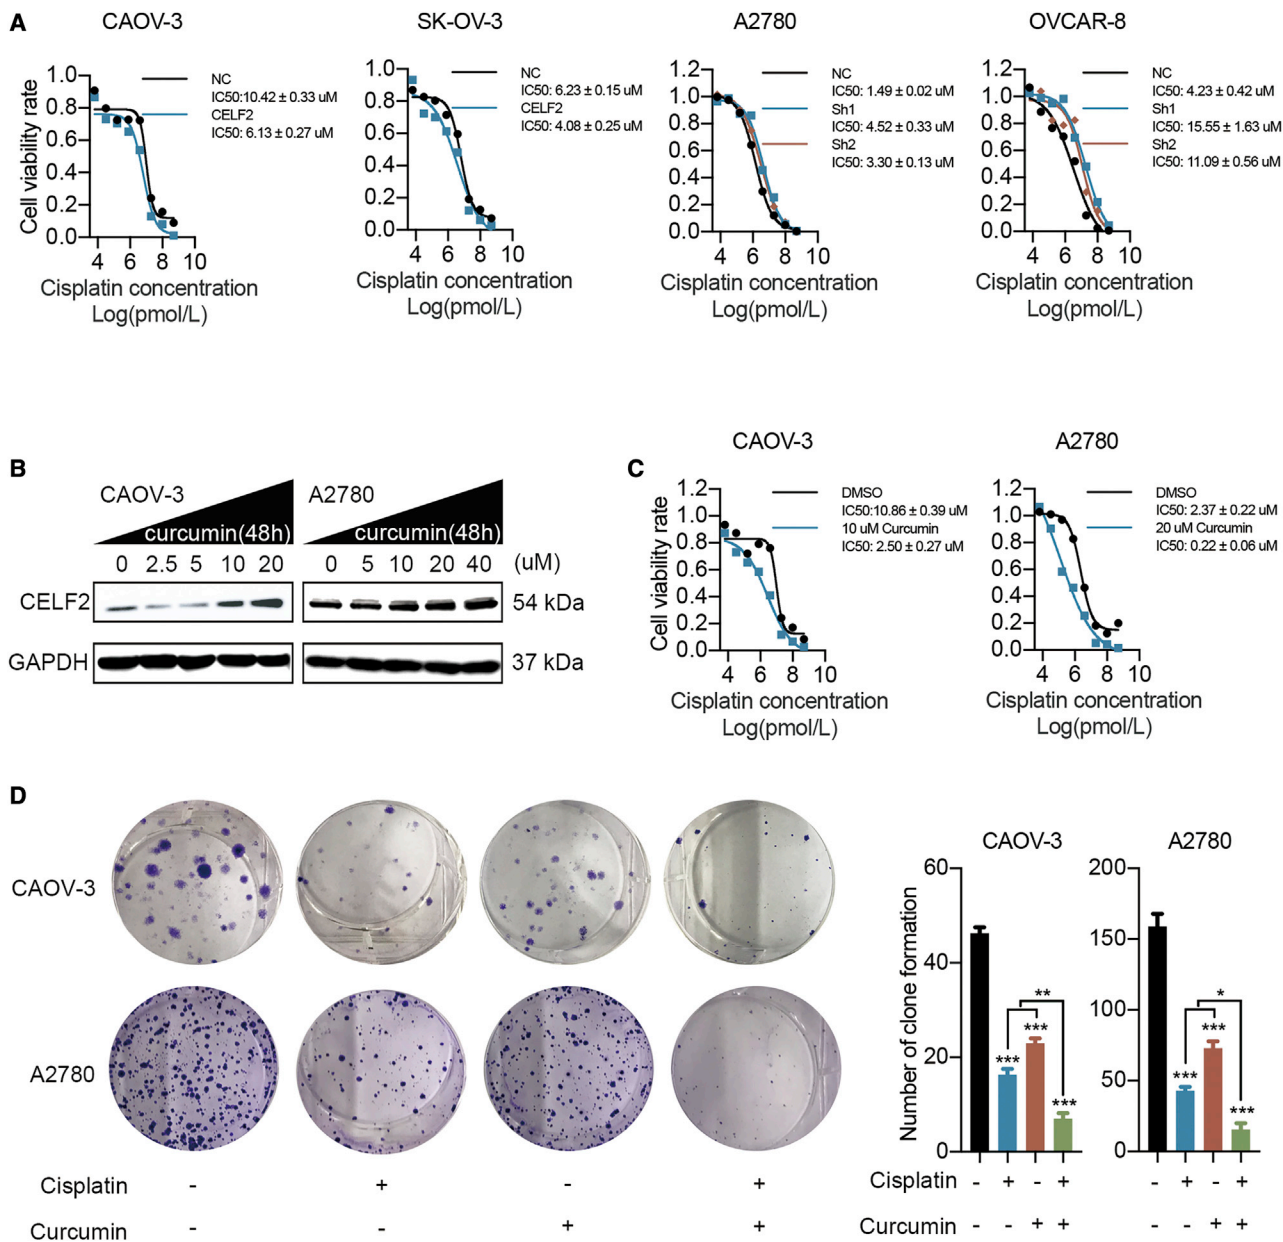 A
CAOV-3
SK-OV-3
A2780
OVCAR-8
Cell viability rate
1.0
0.8
0.6
0.4
0.2
0.0
4 6 8 10
NC
IC50:10.42 ± 0.33 uM
CELF2
IC50: 6.13 ± 0.27 uM
Cisplatin concentration
Log(pmol/L)
1.0
0.8
0.6
0.4
0.2
0.0
4 6 8 10
NC
IC50: 6.23 ± 0.15 uM
CELF2
IC50: 4.08 ± 0.25 uM
Cisplatin concentration
Log(pmol/L)
1.2
1.0
0.8
0.6
0.4
0.2
0.0
4 6 8 10
NC
IC50: 1.49 ± 0.02 uM
Sh1
IC50: 4.52 ± 0.33 uM
Sh2
IC50: 3.30 ± 0.13 uM
Cisplatin concentration
Log(pmol/L)
1.2
1.0
0.8
0.6
0.4
0.2
0.0
4 6 8 10
NC
IC50: 4.23 ± 0.42 uM
Sh1
IC50: 15.55 ± 1.63 uM
Sh2
IC50: 11.09 ± 0.56 uM
Cisplatin concentration
Log(pmol/L)
B
CAOV-3
curcumin(48h)
A2780
curcumin(48h)
0 2.5 5 10 20
0 5 10 20 40 (uM)
CELF2
54 kDa
GAPDH
37 kDa
C
CAOV-3
A2780
Cell viability rate
1.2
1.0
0.8
0.6
0.4
0.2
0.0
4 6 8 10
DMSO
IC50:10.86 ± 0.39 uM
10 uM Curcumin
IC50: 2.50 ± 0.27 uM
Cisplatin concentration
Log(pmol/L)
1.2
1.0
0.8
0.6
0.4
0.2
0.0
4 6 8 10
DMSO
IC50: 2.37 ± 0.22 uM
20 uM Curcumin
IC50: 0.22 ± 0.06 uM
Cisplatin concentration
Log(pmol/L)
D
CAOV-3
A2780
Cisplatin - + - +
Curcumin - - + +
CAOV-3
Number of clone formation
60
40
20
0
**
***
***
***
A2780
200
150
100
50
0
*
***
***
***
Cisplatin - + - + - + - +
Curcumin - - + + - - + +